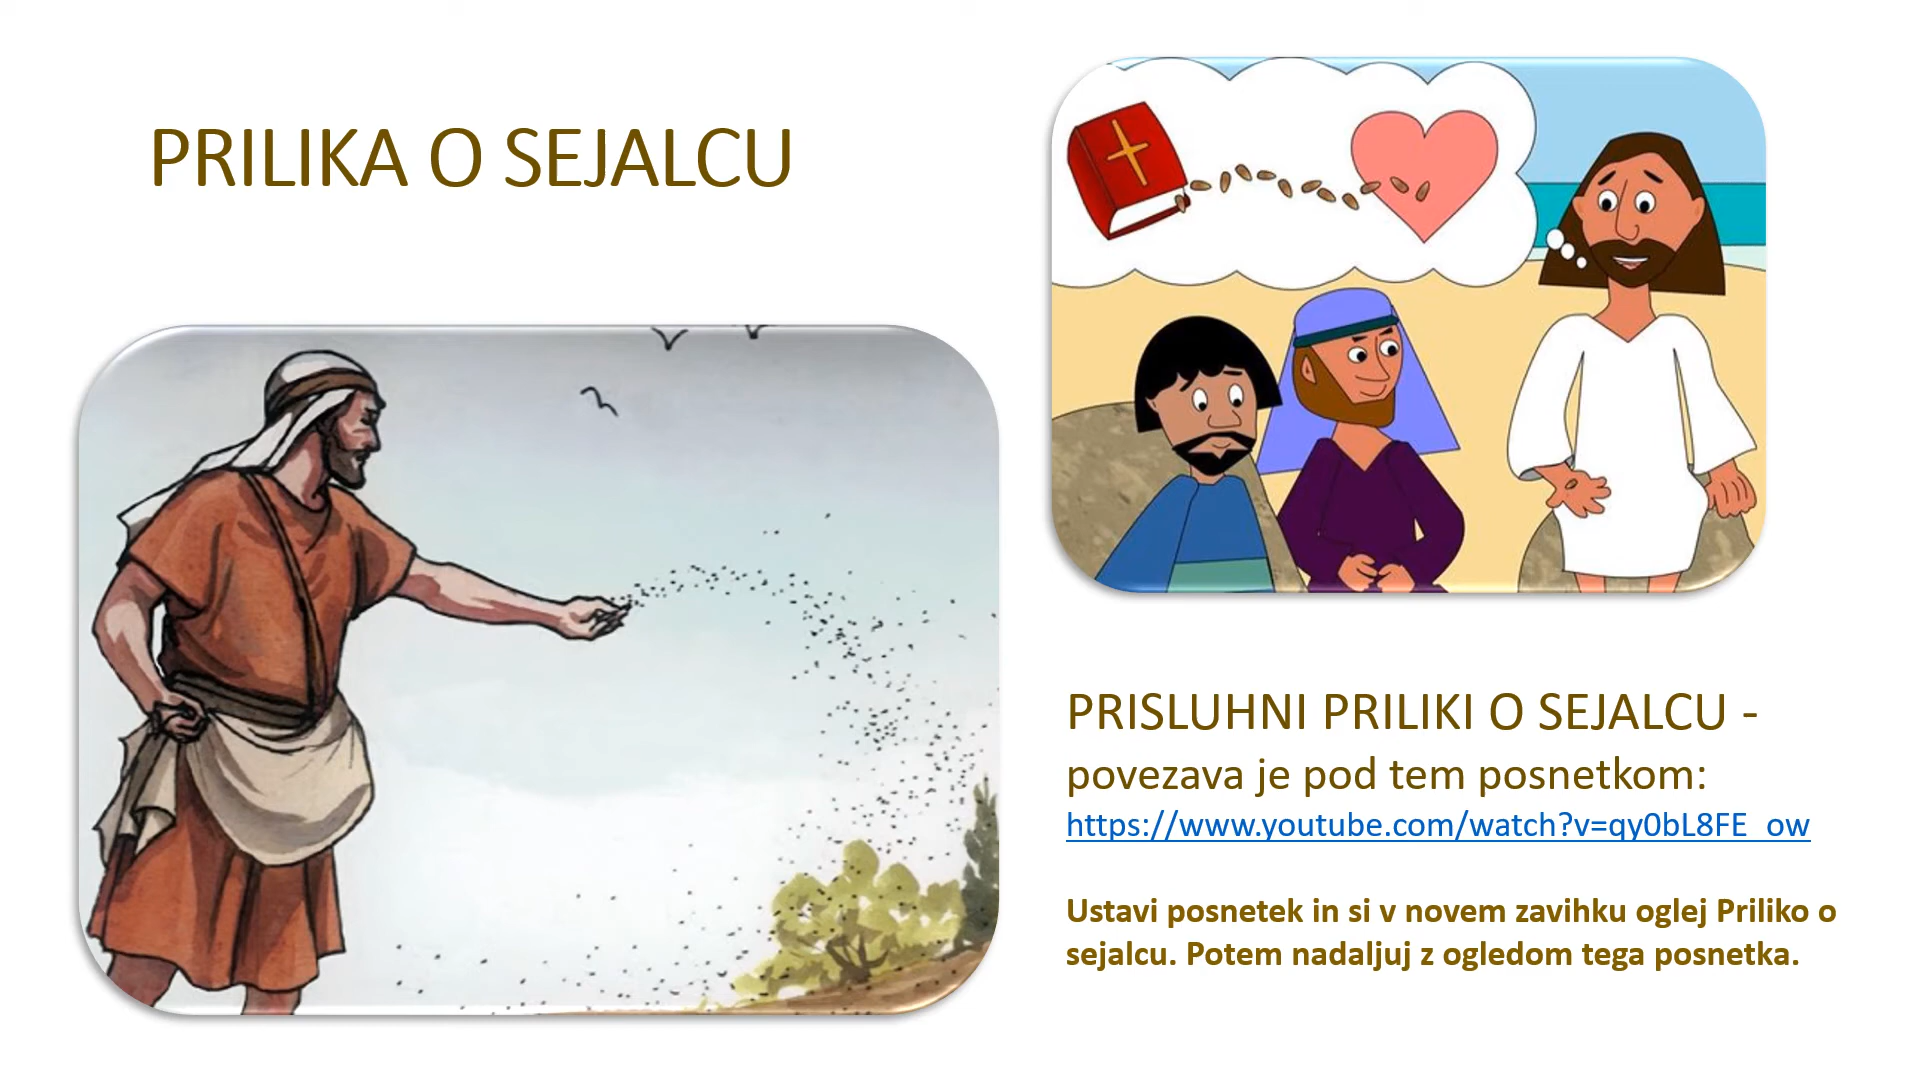 PRILIKA O SEJALCU
PRISLUHNI PRILIKI O SEJALCU -
povezava je pod tem posnetkom:
https://www.youtube.com/watch?v=qy0bL8FE_ow
Ustavi posnetek in si v novem zavihku oglej Priliko o
sejalcu. Potem nadaljuj z ogledom tega posnetka.